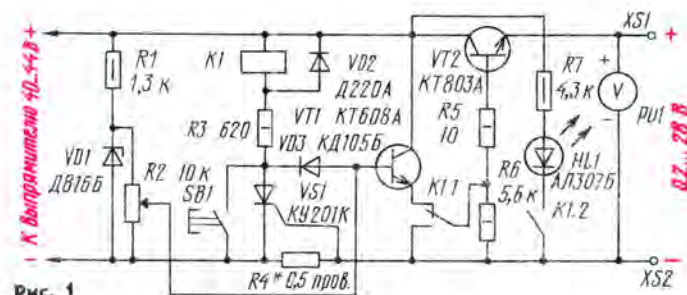 К выпрямителю 40...44 В
+
–
R1
1,3 к
VD1
Д816Б
R2
10 к
SB1
K1
VD2
Д220А
R3 620
VT1
КТ608А
VD3
КД105Б
VS1
КУ201К
R4* 0,5 пров.
K1.1
VT2
КТ803А
R5
10
R6
5,6 к
K1.2
R7
4,3 к
HL1
АЛ307Б
+
V
–
PU1
XS1
+
0,2... 28 В
–
XS2
Рис. 1